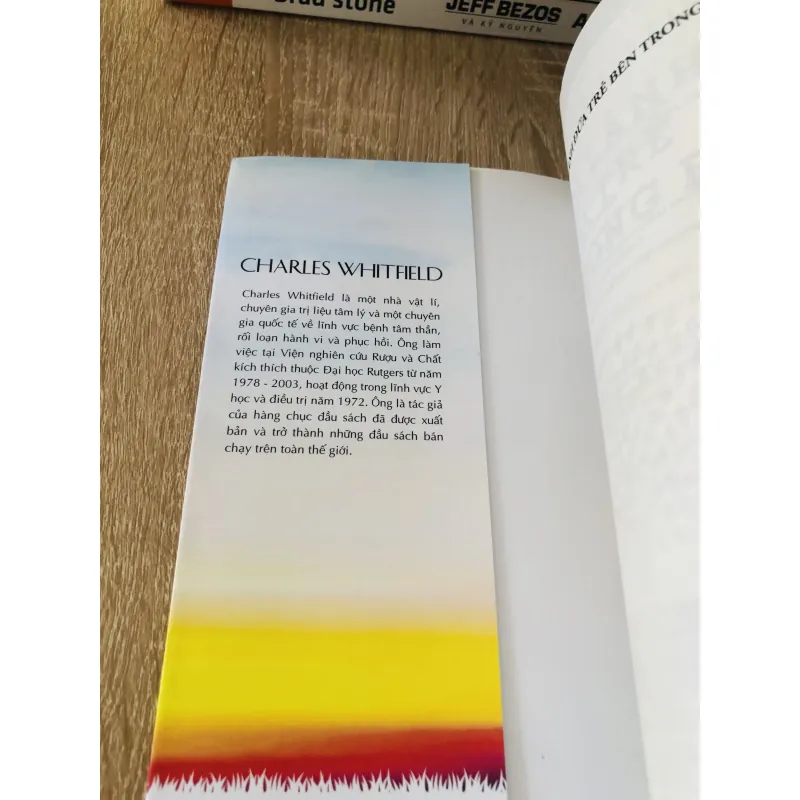 Brad Stone
JEFF BEZOS
VÀ KỶ NGUYÊN
A
ĐỨA TRẺ BÊN TRONG
CHARLES WHITFIELD
Charles Whitfield là một nhà vật lí,
chuyên gia trị liệu tâm lý và một chuyên
gia quốc tế về lĩnh vực bệnh tâm thần,
rối loạn hành vi và phục hồi. Ông làm
việc tại Viện nghiên cứu Rượu và Chất
kích thích thuộc Đại học Rutgers từ năm
1978 - 2003, hoạt động trong lĩnh vực Y
học và điều trị năm 1972. Ông là tác giả
của hàng chục đầu sách đã được xuất
bản và trở thành những đầu sách bán
chạy trên toàn thế giới.